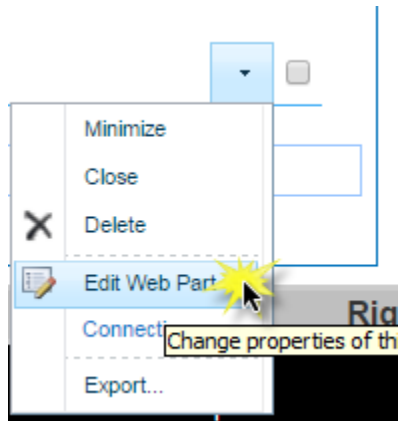 Minimize
Close
Delete
Edit Web Part
Connecti
Rig
Change properties of thi
Export...